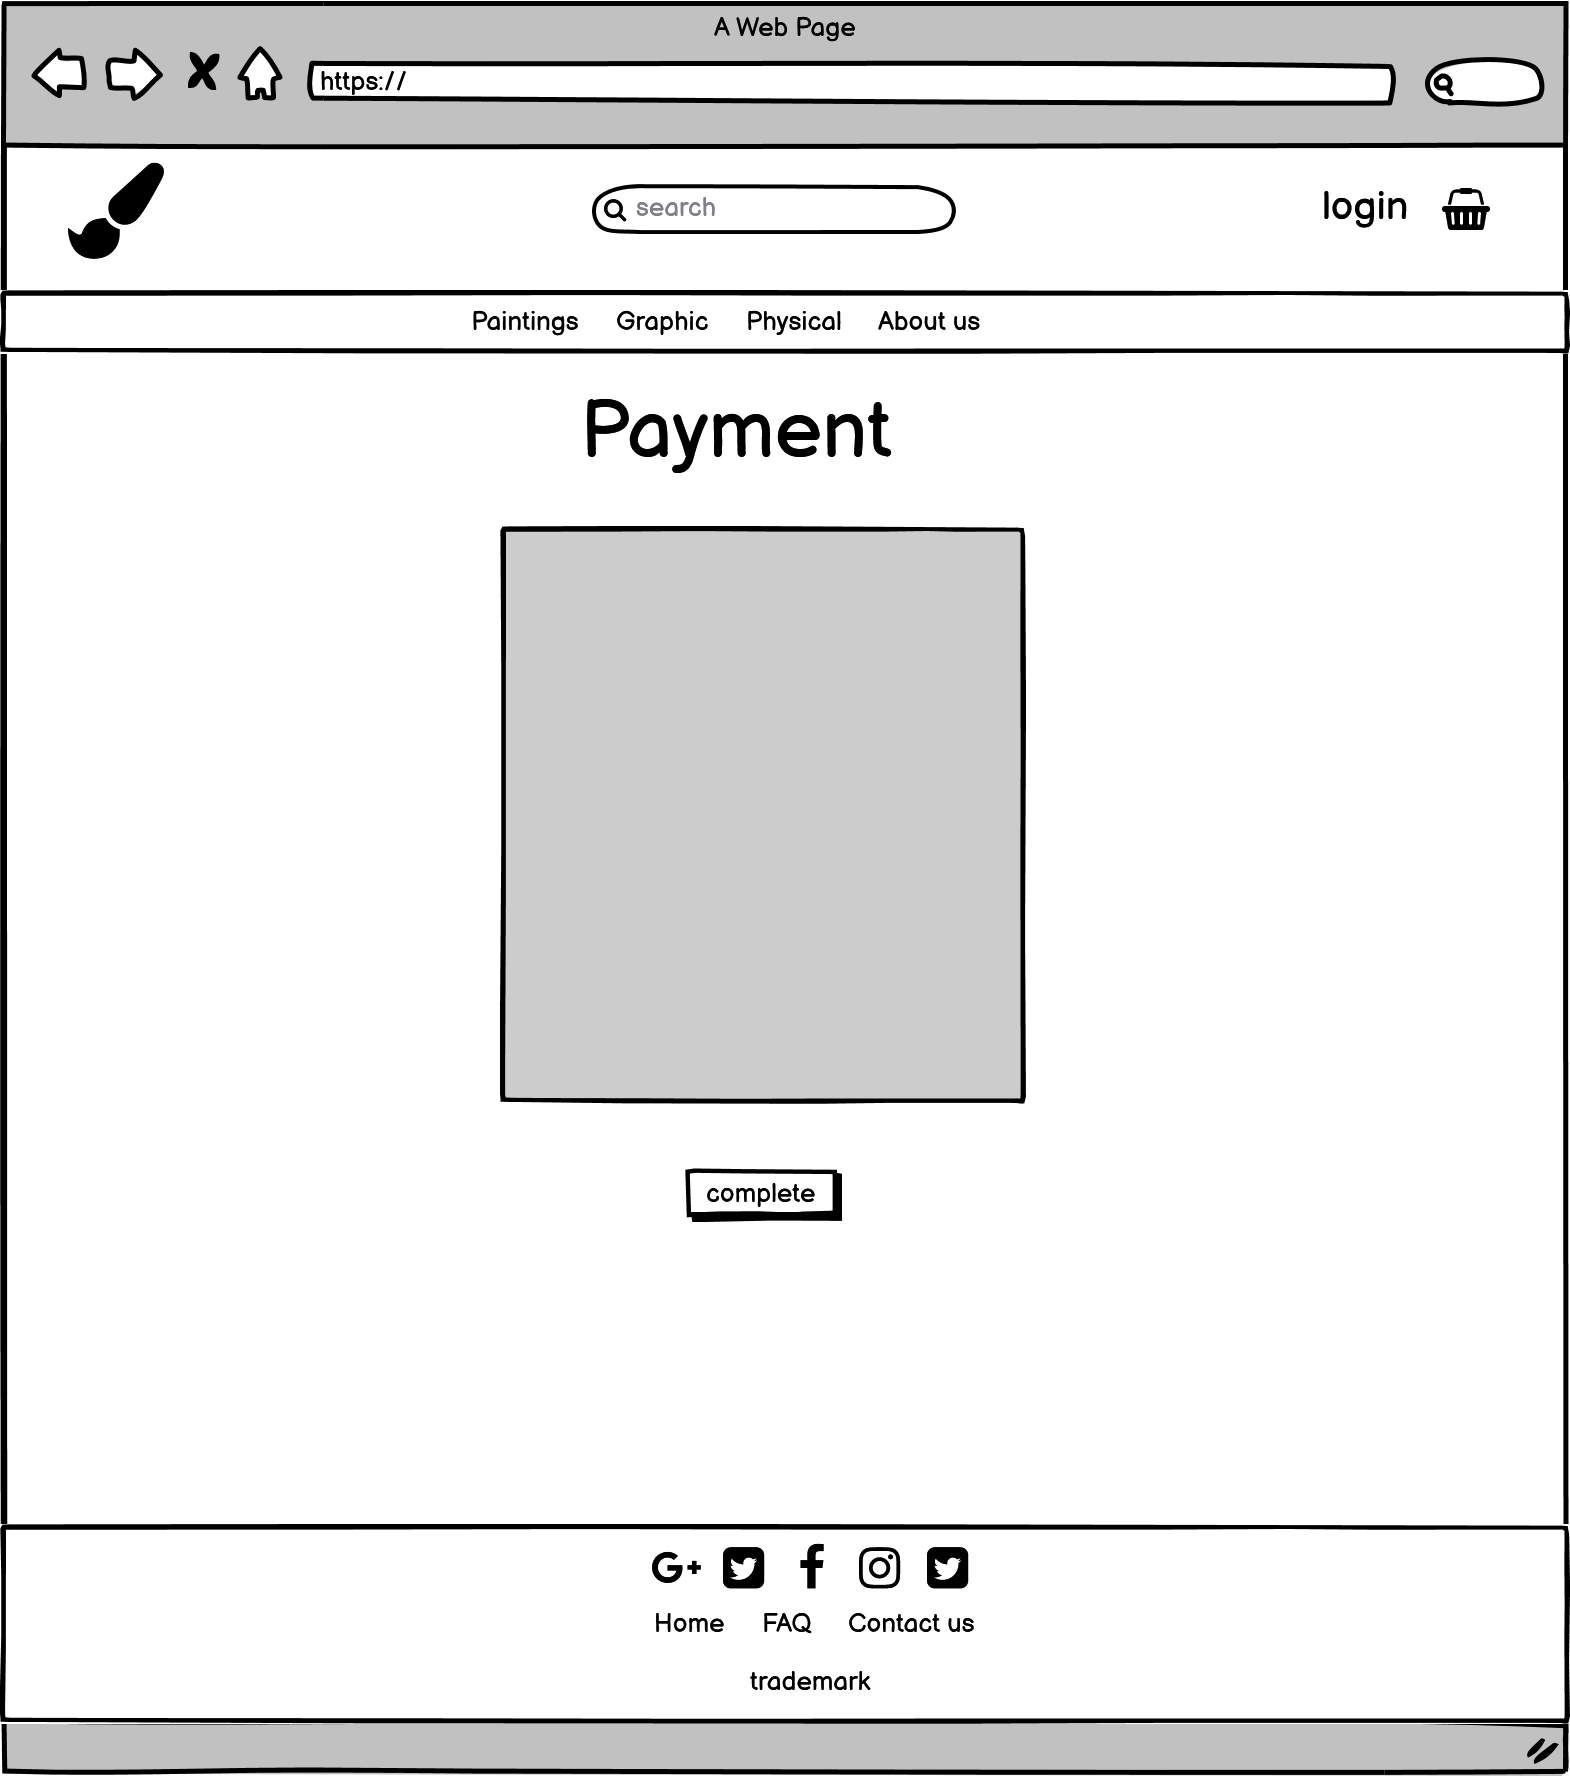 A Web Page
https://
search
login
Paintings Graphic Physical About us
Payment
complete
G+
Home FAQ Contact us
trademark